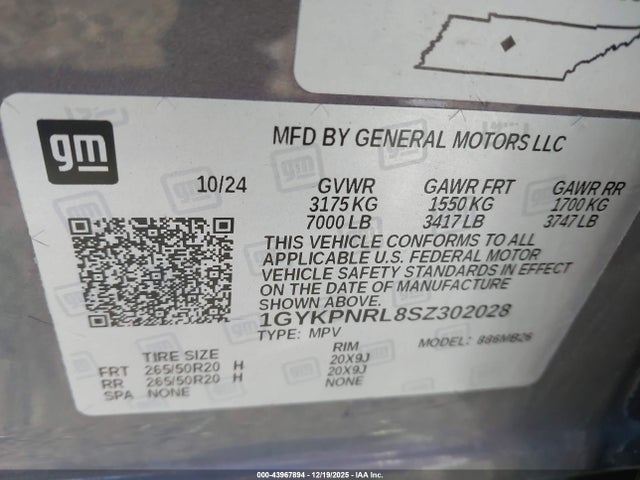 gm
MFD BY GENERAL MOTORS LLC
10/24 GVWR GAWR FRT GAWR RR
3175 KG 1550 KG 1700 KG
7000 LB 3417 LB 3747 LB
THIS VEHICLE CONFORMS TO ALL
APPLICABLE U.S. FEDERAL MOTOR
VEHICLE SAFETY STANDARDS IN EFFECT
ON THE DATE OF MANUFACTURE
SHOWN ABOVE.
1GYKPNRL8SZ302028
TYPE: MPV MODEL: 886MB26
TIRE SIZE RIM
FRT 265/50R20 H 20X9J
RR 265/50R20 H 20X9J
SPA NONE NONE
000-43967894 - 12/19/2025 - IAA Inc.